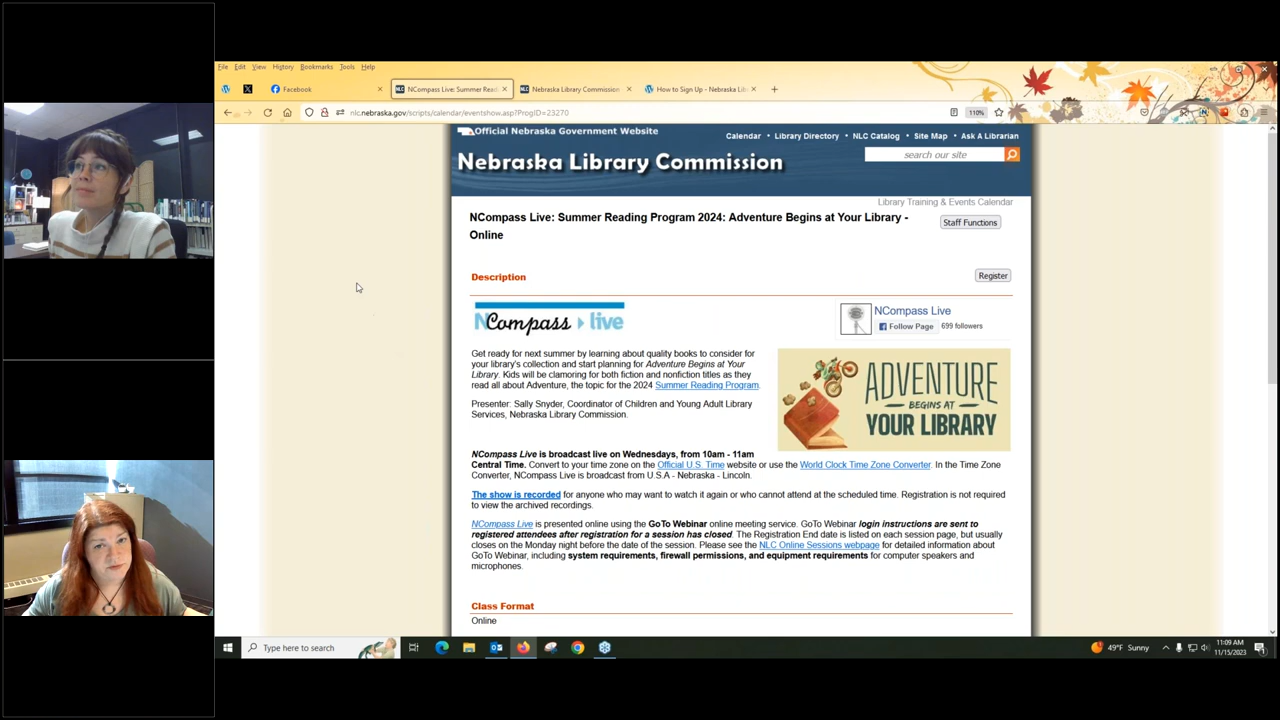 File Edit View History Bookmarks Tools Help
Facebook
NCompass Live: Summer Read
Nebraska Library Commission
How to Sign Up - Nebraska Lib
nlc.nebraska.gov/scripts/calendar/eventshow.asp?ProgID=23270
110%
Official Nebraska Government Website
Calendar • Library Directory • NLC Catalog • Site Map • Ask A Librarian
Nebraska Library Commission
search our site
Library Training & Events Calendar
NCompass Live: Summer Reading Program 2024: Adventure Begins at Your Library -
Online
Staff Functions
Description
Register
NCompass live
NCompass Live
Follow Page 699 followers
Get ready for next summer by learning about quality books to consider for
your library's collection and start planning for Adventure Begins at Your
Library. Kids will be clamoring for both fiction and nonfiction titles as they
read all about Adventure, the topic for the 2024 Summer Reading Program.
Presenter: Sally Snyder, Coordinator of Children and Young Adult Library
Services, Nebraska Library Commission.
ADVENTURE
BEGINS AT
YOUR LIBRARY
NCompass Live is broadcast live on Wednesdays, from 10am - 11am
Central Time. Convert to your time zone on the Official U.S. Time website or use the World Clock Time Zone Converter. In the Time Zone
Converter, NCompass Live is broadcast from U.S.A - Nebraska - Lincoln.
The show is recorded for anyone who may want to watch it again or who cannot attend at the scheduled time. Registration is not required
to view the archived recordings.
NCompass Live is presented online using the GoTo Webinar online meeting service. GoTo Webinar login instructions are sent to
registered attendees after registration for a session has closed. The Registration End date is listed on each session page, but usually
closes on the Monday night before the date of the session. Please see the NLC Online Sessions webpage for detailed information about
GoTo Webinar, including system requirements, firewall permissions, and equipment requirements for computer speakers and
microphones.
Class Format
Online
Type here to search
49°F Sunny
11:09 AM
11/15/2023